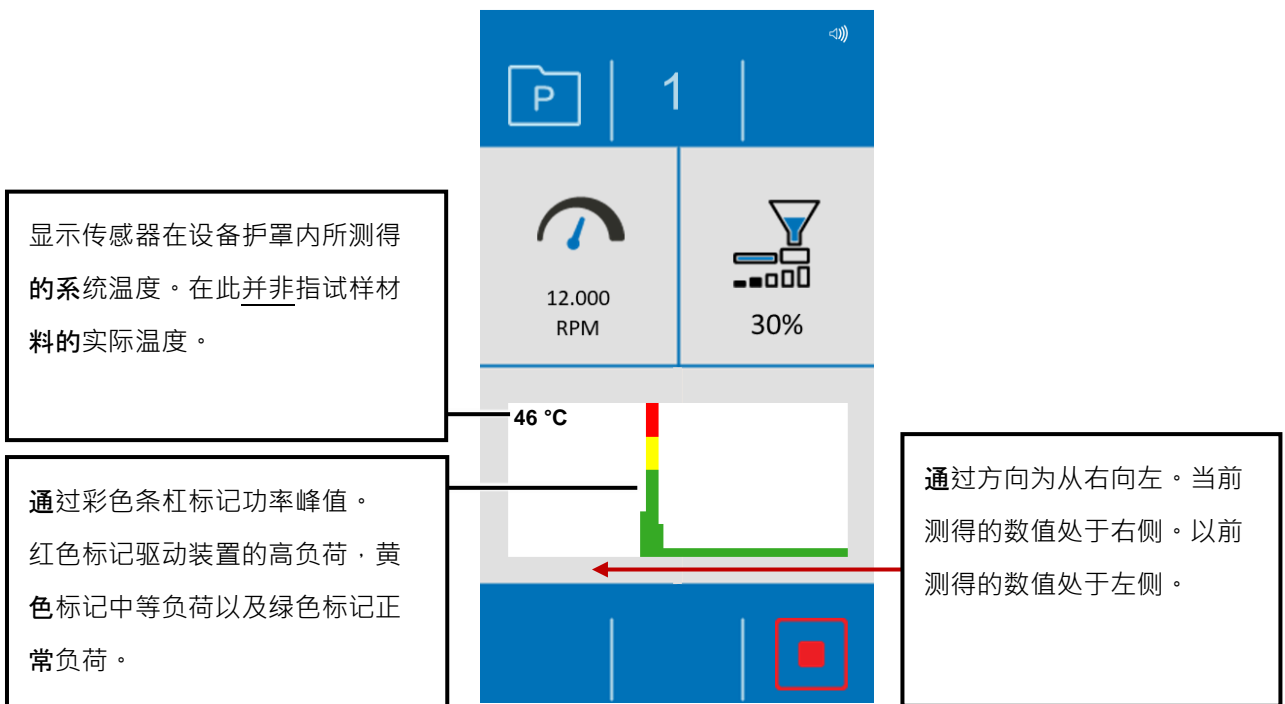 P
1
显示传感器在设备护罩内所测得
的系统温度。在此并非指试样材
料的实际温度。
12.000
RPM
30%
46 °C
通过彩色条杠标记功率峰值。
红色标记驱动装置的高负荷，黄
色标记中等负荷以及绿色标记正
常负荷。
通过方向为从右向左。当前
测得的数值处于右侧。以前
测得的数值处于左侧。